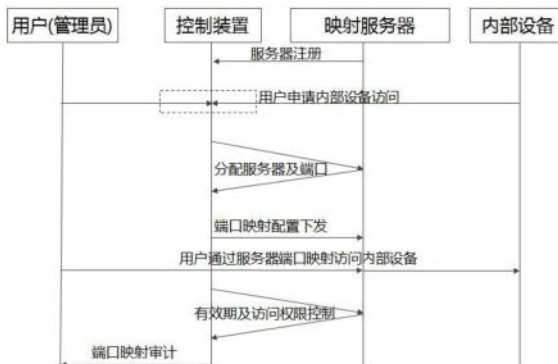 用户(管理员) 控制装置 映射服务器 内部设备
服务器注册
用户申请内部设备访问
分配服务器及端口
端口映射配置下发
用户通过服务器端口映射访问内部设备
有效期及访问权限控制
端口映射审计